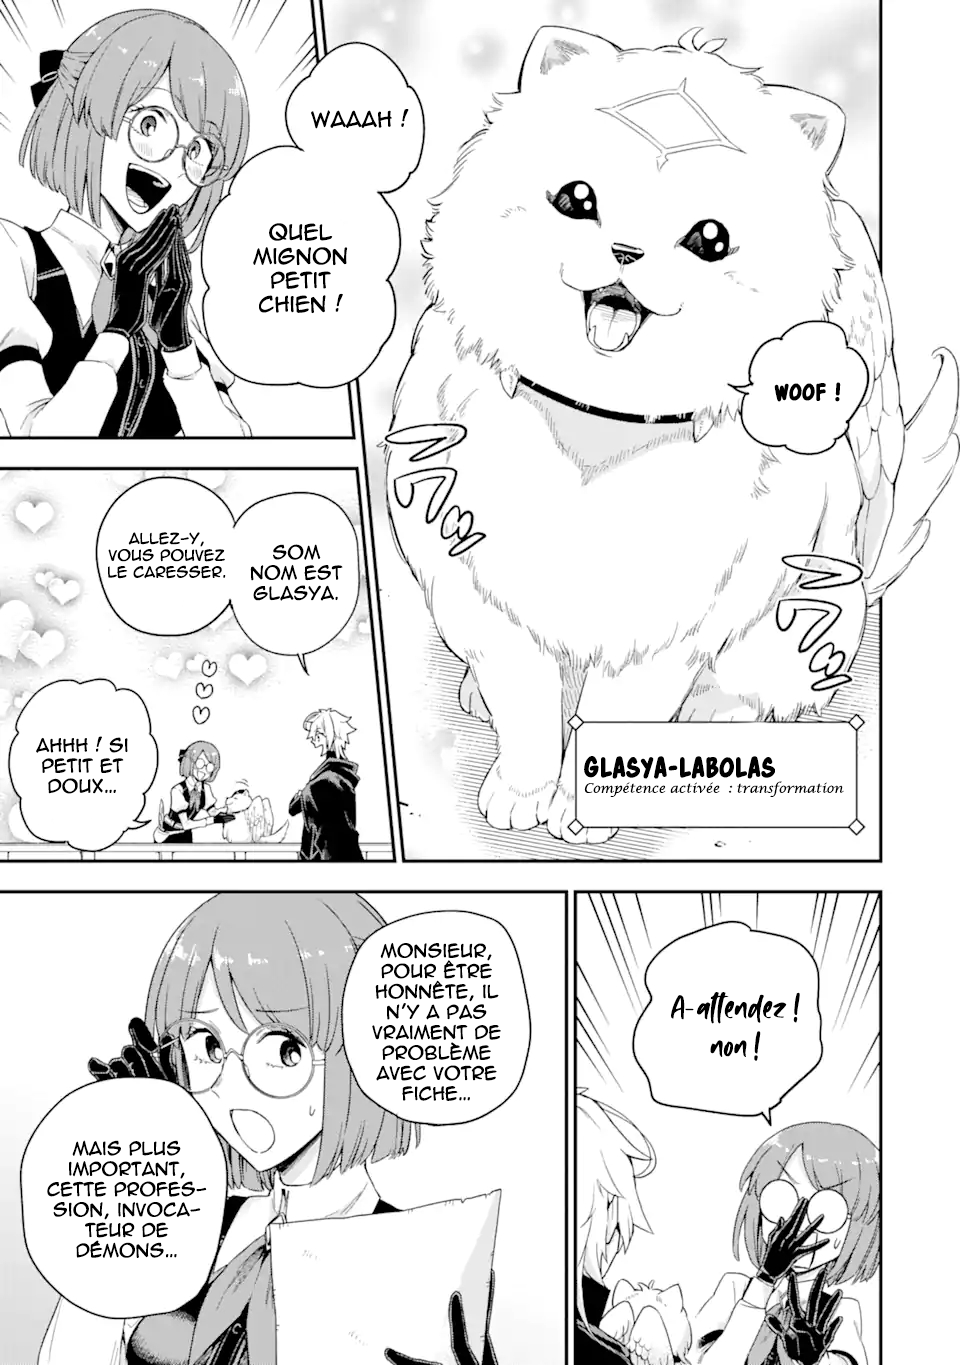 WOOF !
GLASYA-LABOLAS
Compétence activée : transformation
WAAAH !
QUEL
MIGNON
PETIT
CHIEN !
SOM
NOM EST
GLASYA.
ALLEZ-Y,
VOUS POUVEZ
LE CARESSER.
AHHH ! SI
PETIT ET
DOUX...
A-attendez !
non !
MONSIEUR,
POUR ÊTRE
HONNÊTE, IL
N'Y A PAS
VRAIMENT DE
PROBLÈME
AVEC VOTRE
FICHE...
MAIS PLUS
IMPORTANT,
CETTE PROFES-
SION, INVOCA-
TEUR DE
DÉMONS...